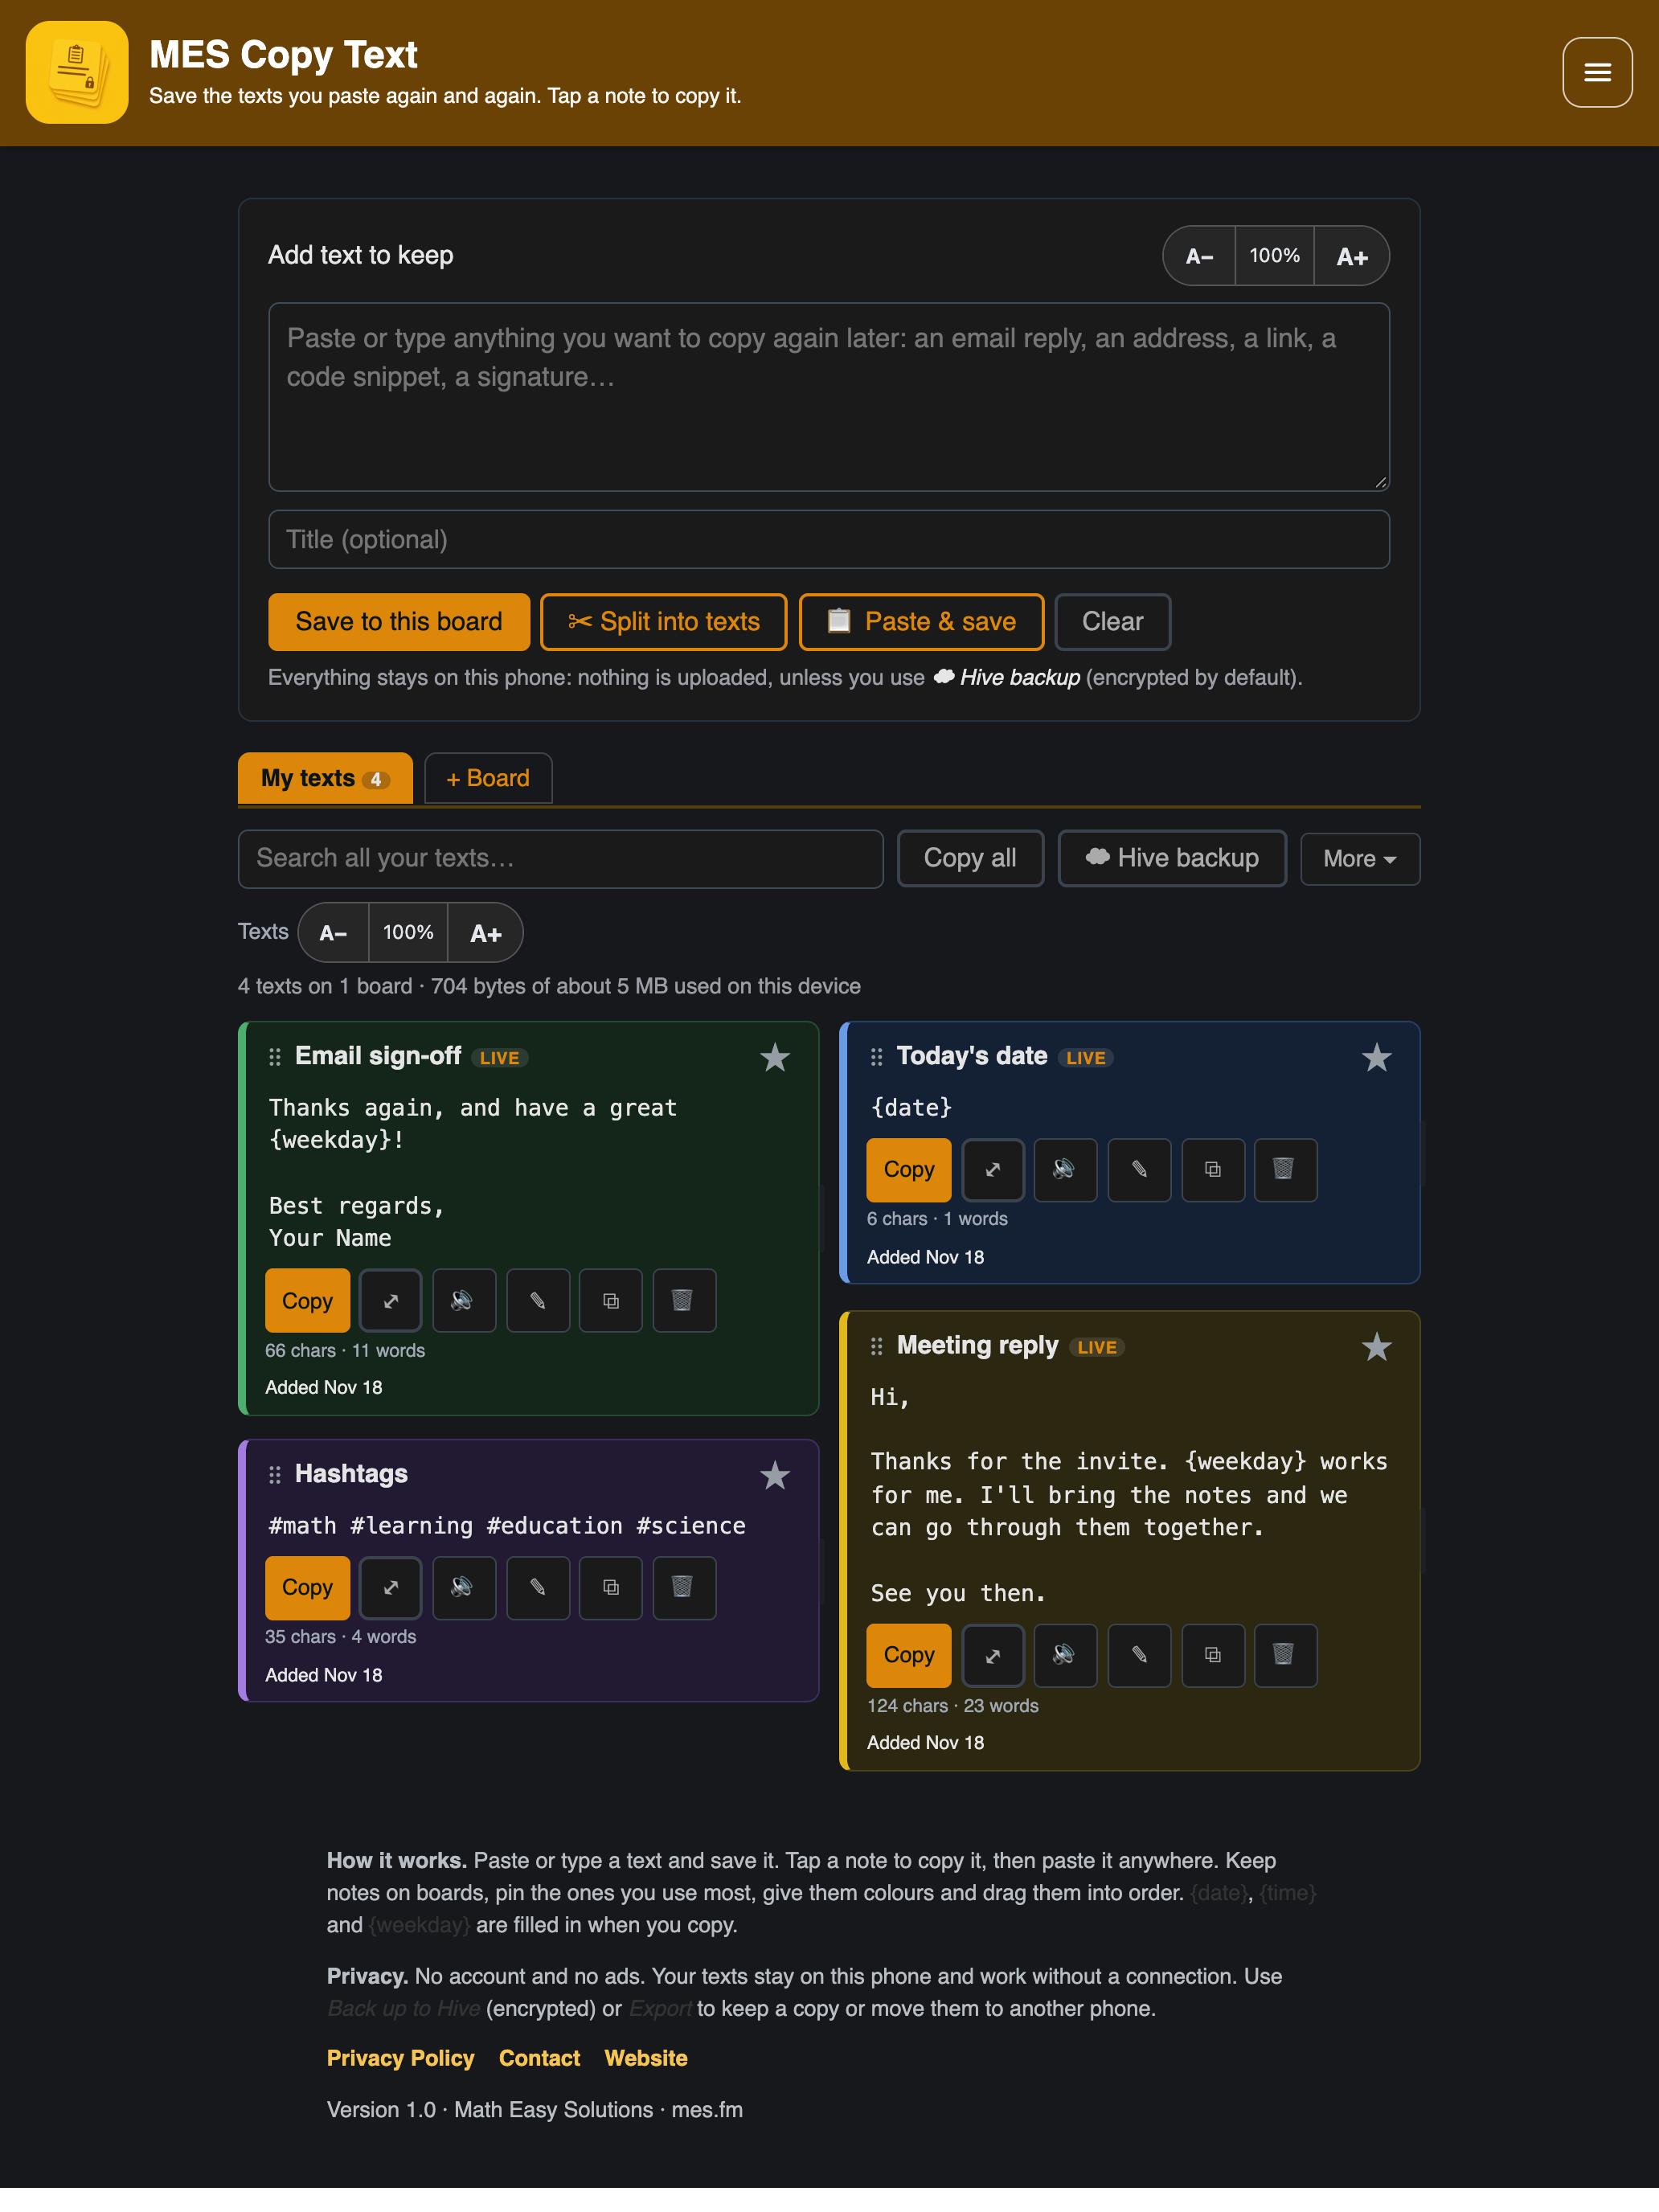 MES Copy Text
Save the texts you paste again and again. Tap a note to copy it.
Add text to keep
A− 100% A+
Paste or type anything you want to copy again later: an email reply, an address, a link, a
code snippet, a signature…
Title (optional)
Save to this board
✂ Split into texts
📋 Paste & save
Clear
Everything stays on this phone: nothing is uploaded, unless you use ☁ Hive backup (encrypted by default).
My texts 4
+ Board
Search all your texts…
Copy all
☁ Hive backup
More
Texts A− 100% A+
4 texts on 1 board · 704 bytes of about 5 MB used on this device
Email sign-off LIVE
Thanks again, and have a great
{weekday}!
Best regards,
Your Name
Copy
66 chars · 11 words
Added Nov 18
Today's date LIVE
{date}
Copy
6 chars · 1 words
Added Nov 18
Hashtags
#math #learning #education #science
Copy
35 chars · 4 words
Added Nov 18
Meeting reply LIVE
Hi,
Thanks for the invite. {weekday} works
for me. I'll bring the notes and we
can go through them together.
See you then.
Copy
124 chars · 23 words
Added Nov 18
How it works. Paste or type a text and save it. Tap a note to copy it, then paste it anywhere. Keep
notes on boards, pin the ones you use most, give them colours and drag them into order. {date}, {time}
and {weekday} are filled in when you copy.
Privacy. No account and no ads. Your texts stay on this phone and work without a connection. Use
Back up to Hive (encrypted) or Export to keep a copy or move them to another phone.
Privacy Policy Contact Website
Version 1.0 · Math Easy Solutions · mes.fm